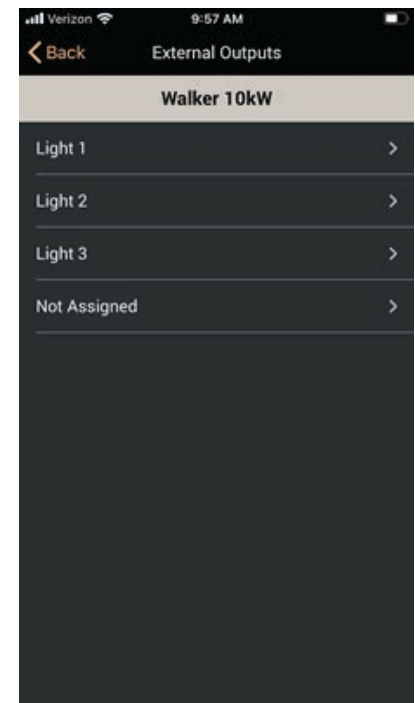 Verizon 9:57 AM
Back External Outputs
Walker 10kW
Light 1
Light 2
Light 3
Not Assigned